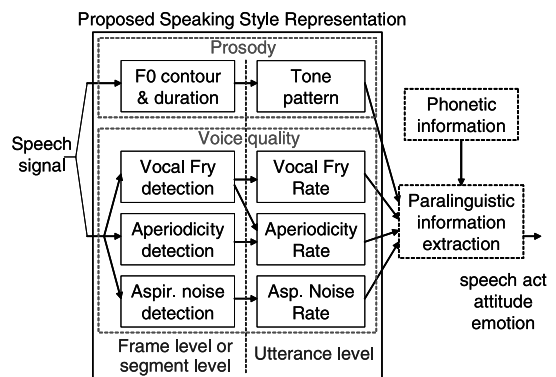 Proposed Speaking Style Representation
Prosody
F0 contour
& duration
Tone
pattern
Phonetic
information
Speech
signal
Voice quality
Vocal Fry
detection
Vocal Fry
Rate
Aperiodicity
detection
Aperiodicity
Rate
Paralinguistic
information
extraction
Aspir. noise
detection
Asp. Noise
Rate
speech act
attitude
emotion
Frame level or
segment level
Utterance level